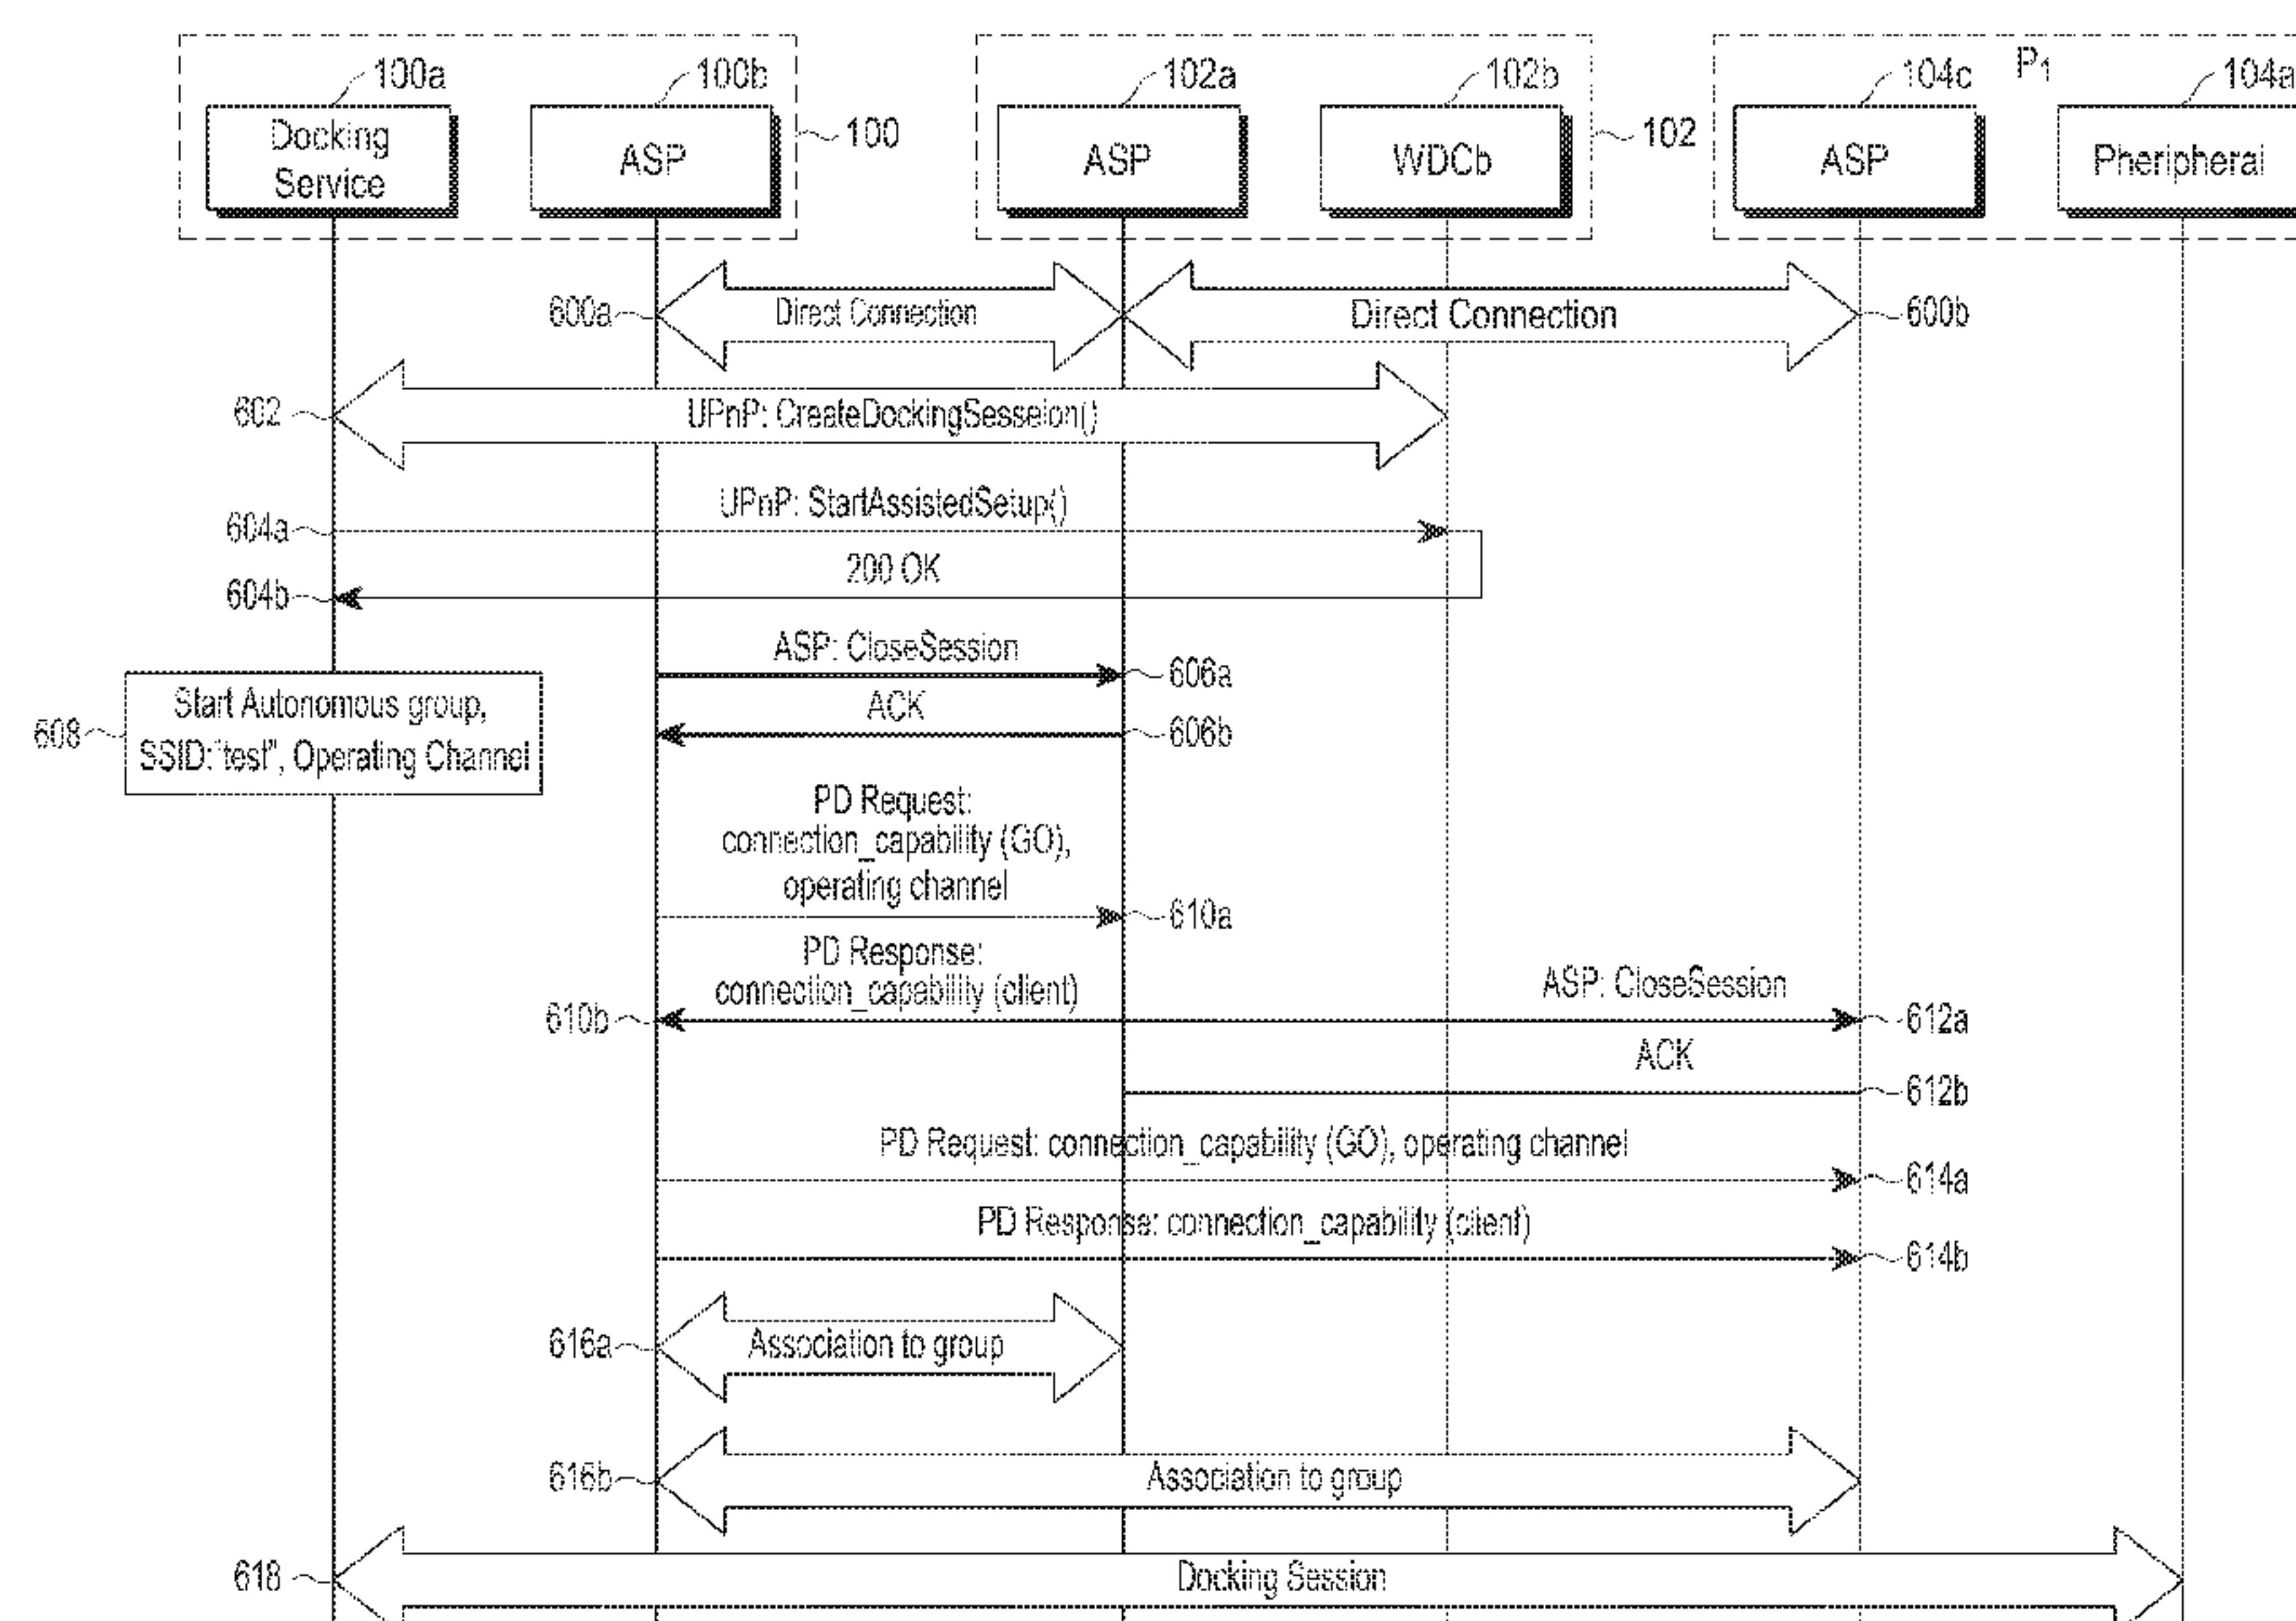 100a
100b
102a
102b
104c
P1
104a
Docking
Service
ASP
100
ASP
WDCb
102
ASP
Pheripheral
600a
Direct Connection
Direct Connection
600b
602
UPnP: CreateDockingSesseion()
UPnP: StartAssistedSetup()
604a
200 OK
604b
ASP: CloseSession
606a
ACK
606b
608
Start Autonomous group,
SSID:"test", Operating Channel
PD Request:
connection_capability (GO),
operating channel
610a
PD Response:
connection_capability (client)
610b
ASP: CloseSession
612a
ACK
612b
PD Request: connection_capability (GO), operating channel
614a
PD Response: connection_capability (client)
614b
616a
Association to group
616b
Association to group
618
Docking Session